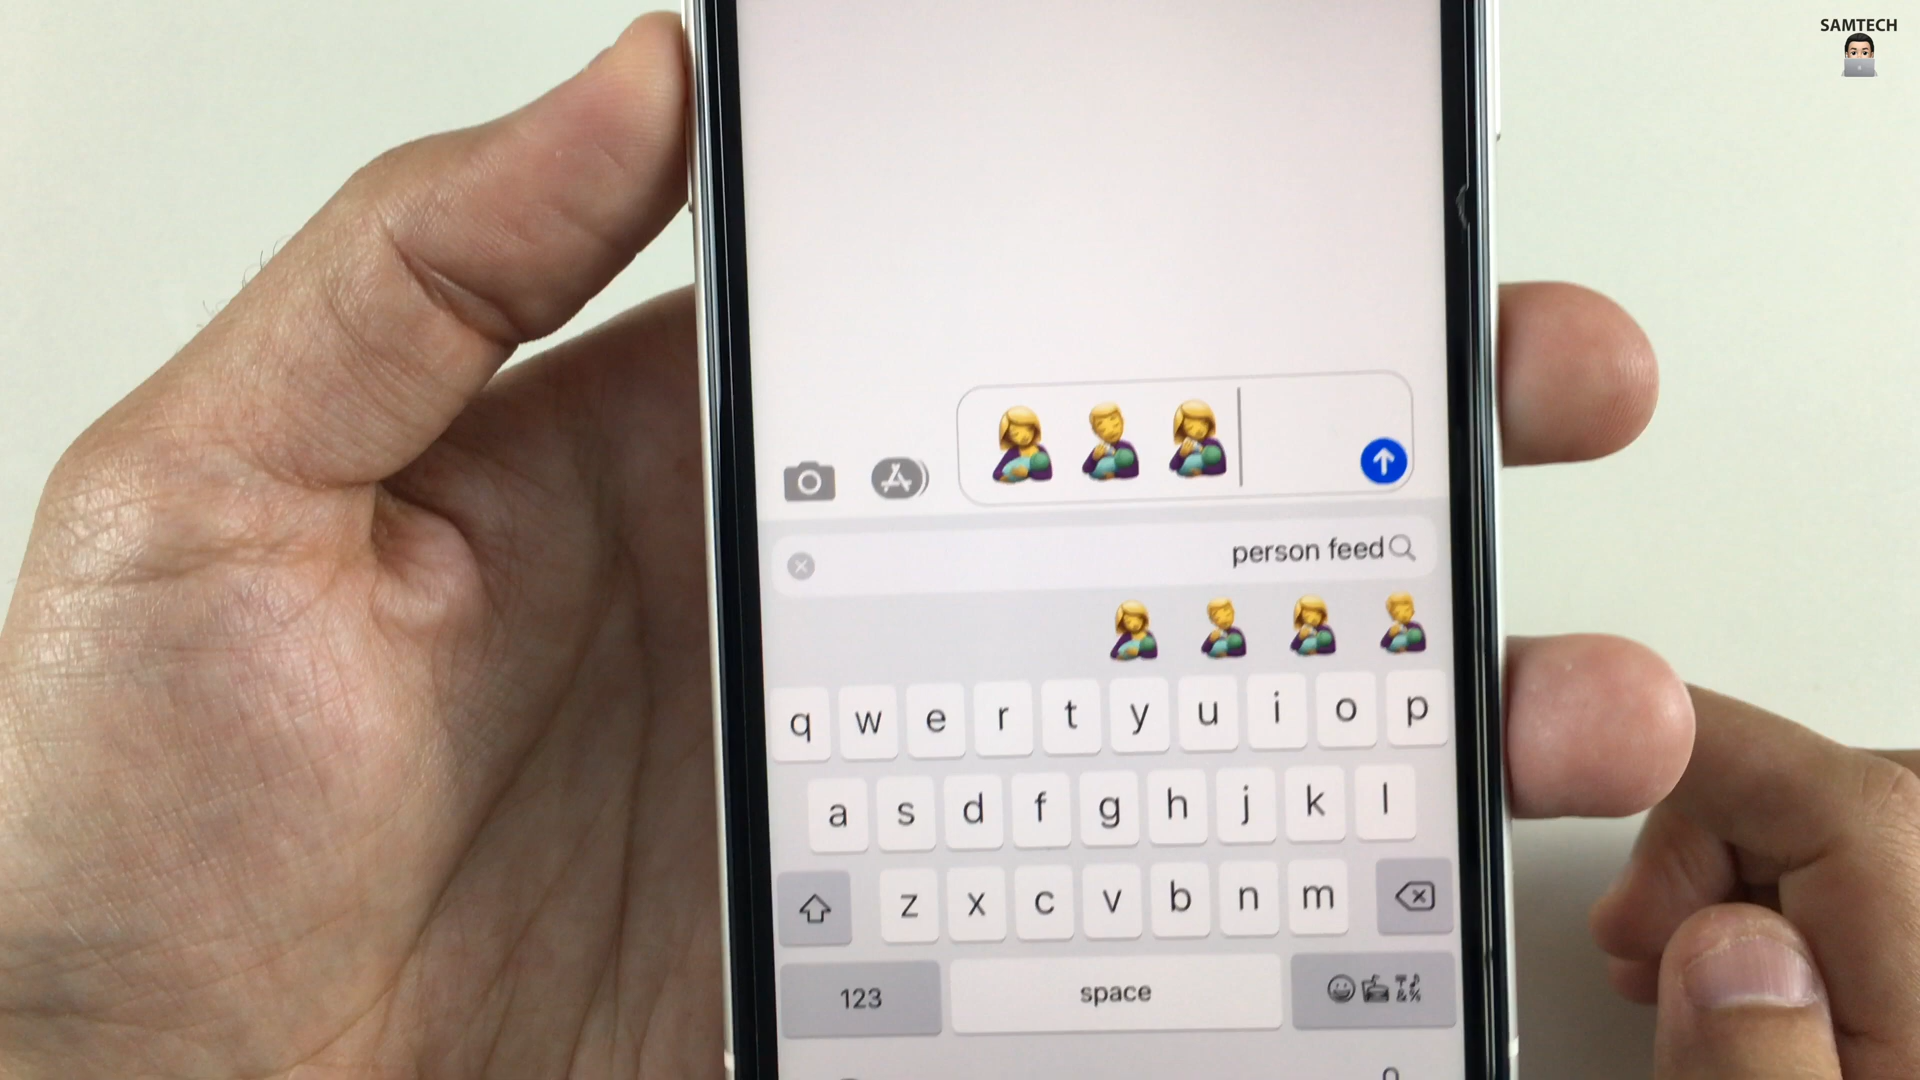 SAMTECH
person feed
q w e r t y u i o p
a s d f g h j k l
z x c v b n m
123 space